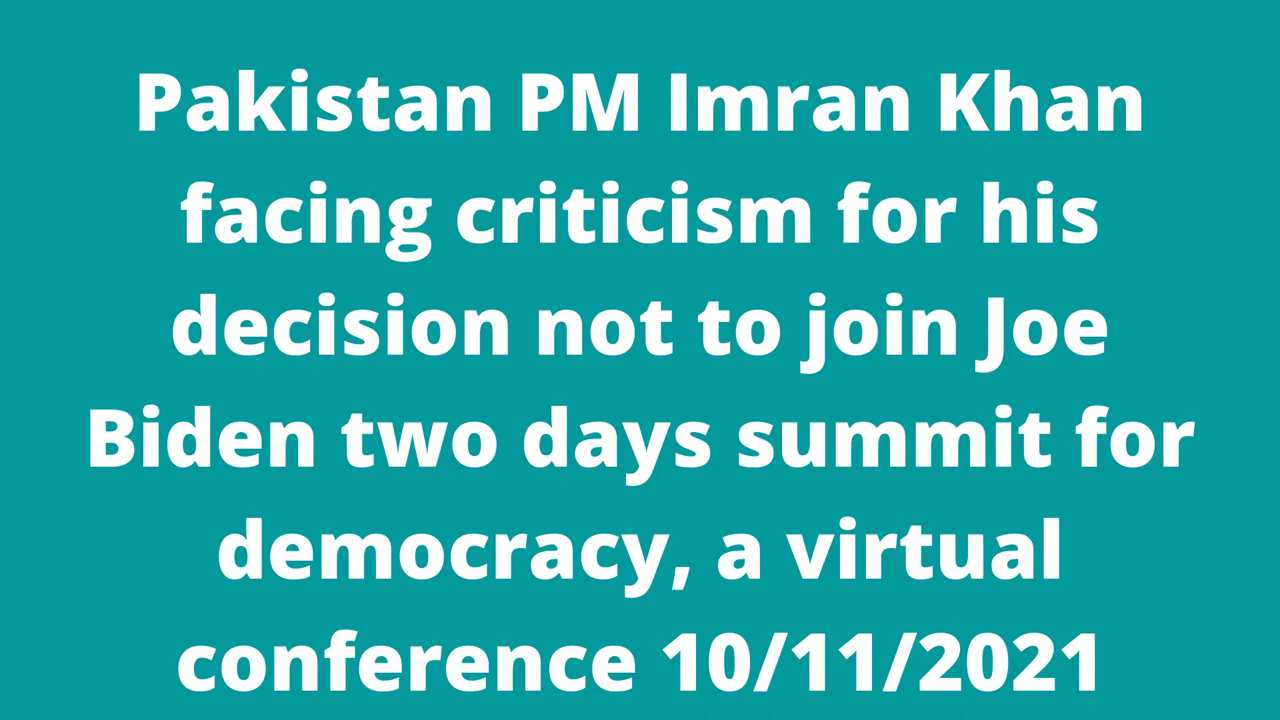 Pakistan PM Imran Khan
facing criticism for his
decision not to join Joe
Biden two days summit for
democracy, a virtual
conference 10/11/2021